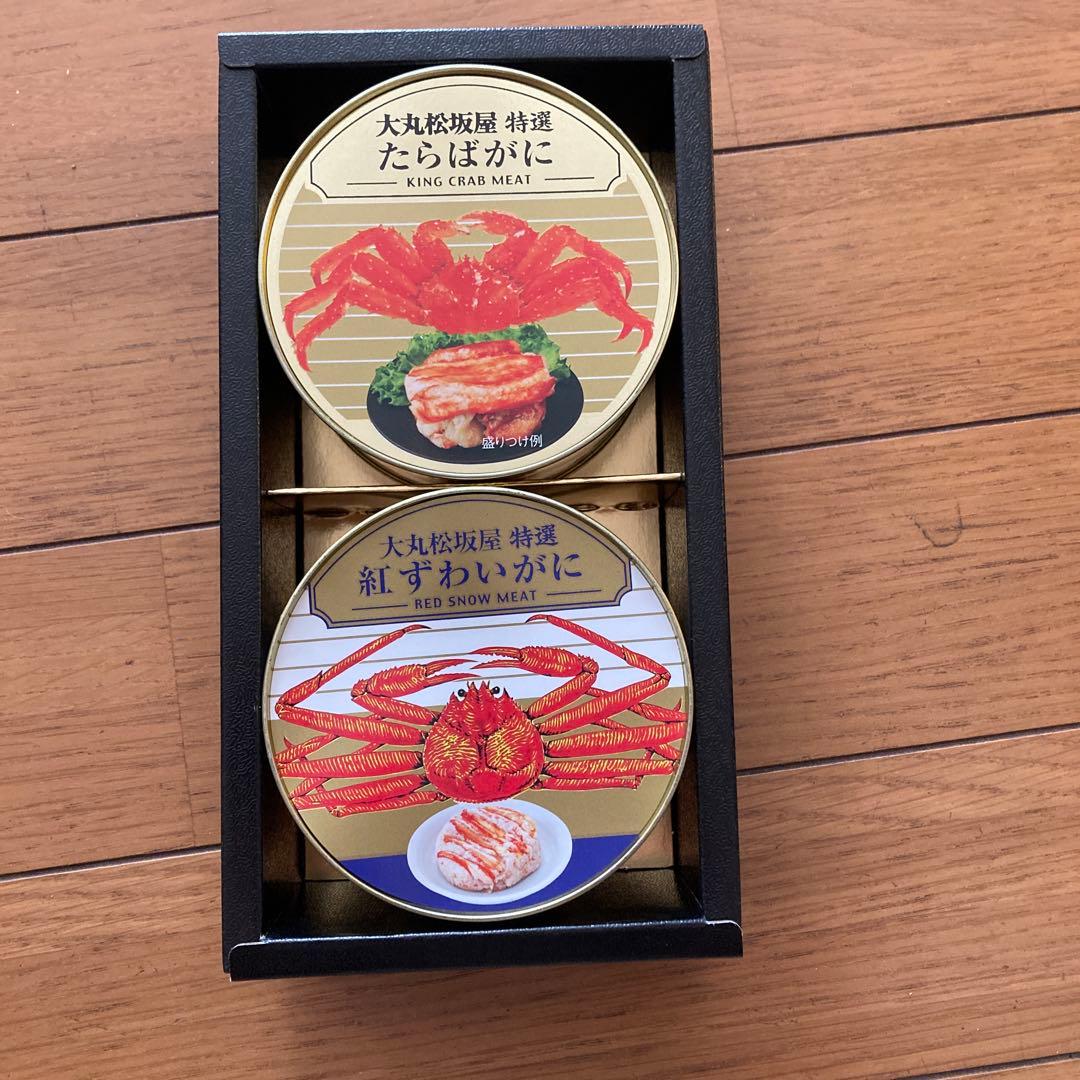 大丸松坂屋 特選
たらばがに
KING CRAB MEAT
盛りつけ例
大丸松坂屋 特選
紅ずわいがに
RED SNOW MEAT